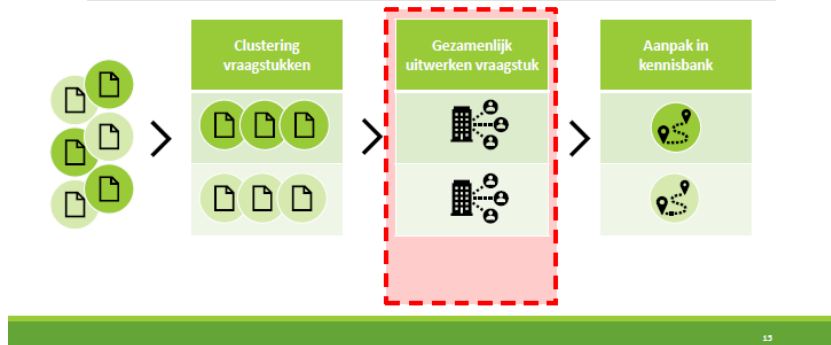 Clustering
vraagstukken
Gezamenlijk
uitwerken vraagstuk
Aanpak in
kennisbank
15